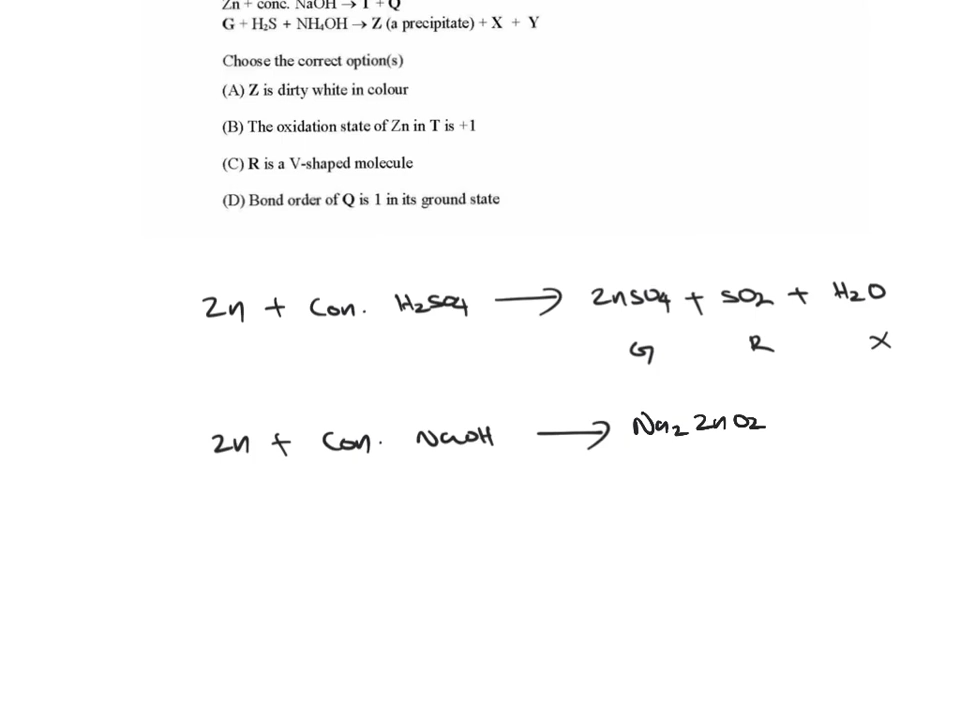 Zn + conc. NaOH → T + Q
G + H₂S + NH₄OH → Z (a precipitate) + X + Y
Choose the correct option(s)
(A) Z is dirty white in colour
(B) The oxidation state of Zn in T is +1
(C) R is a V-shaped molecule
(D) Bond order of Q is 1 in its ground state
Zn + Con. H₂SO₄ → ZnSO₄ + SO₂ + H₂O
G R X
Zn + Con. NaOH → Na₂ZnO₂